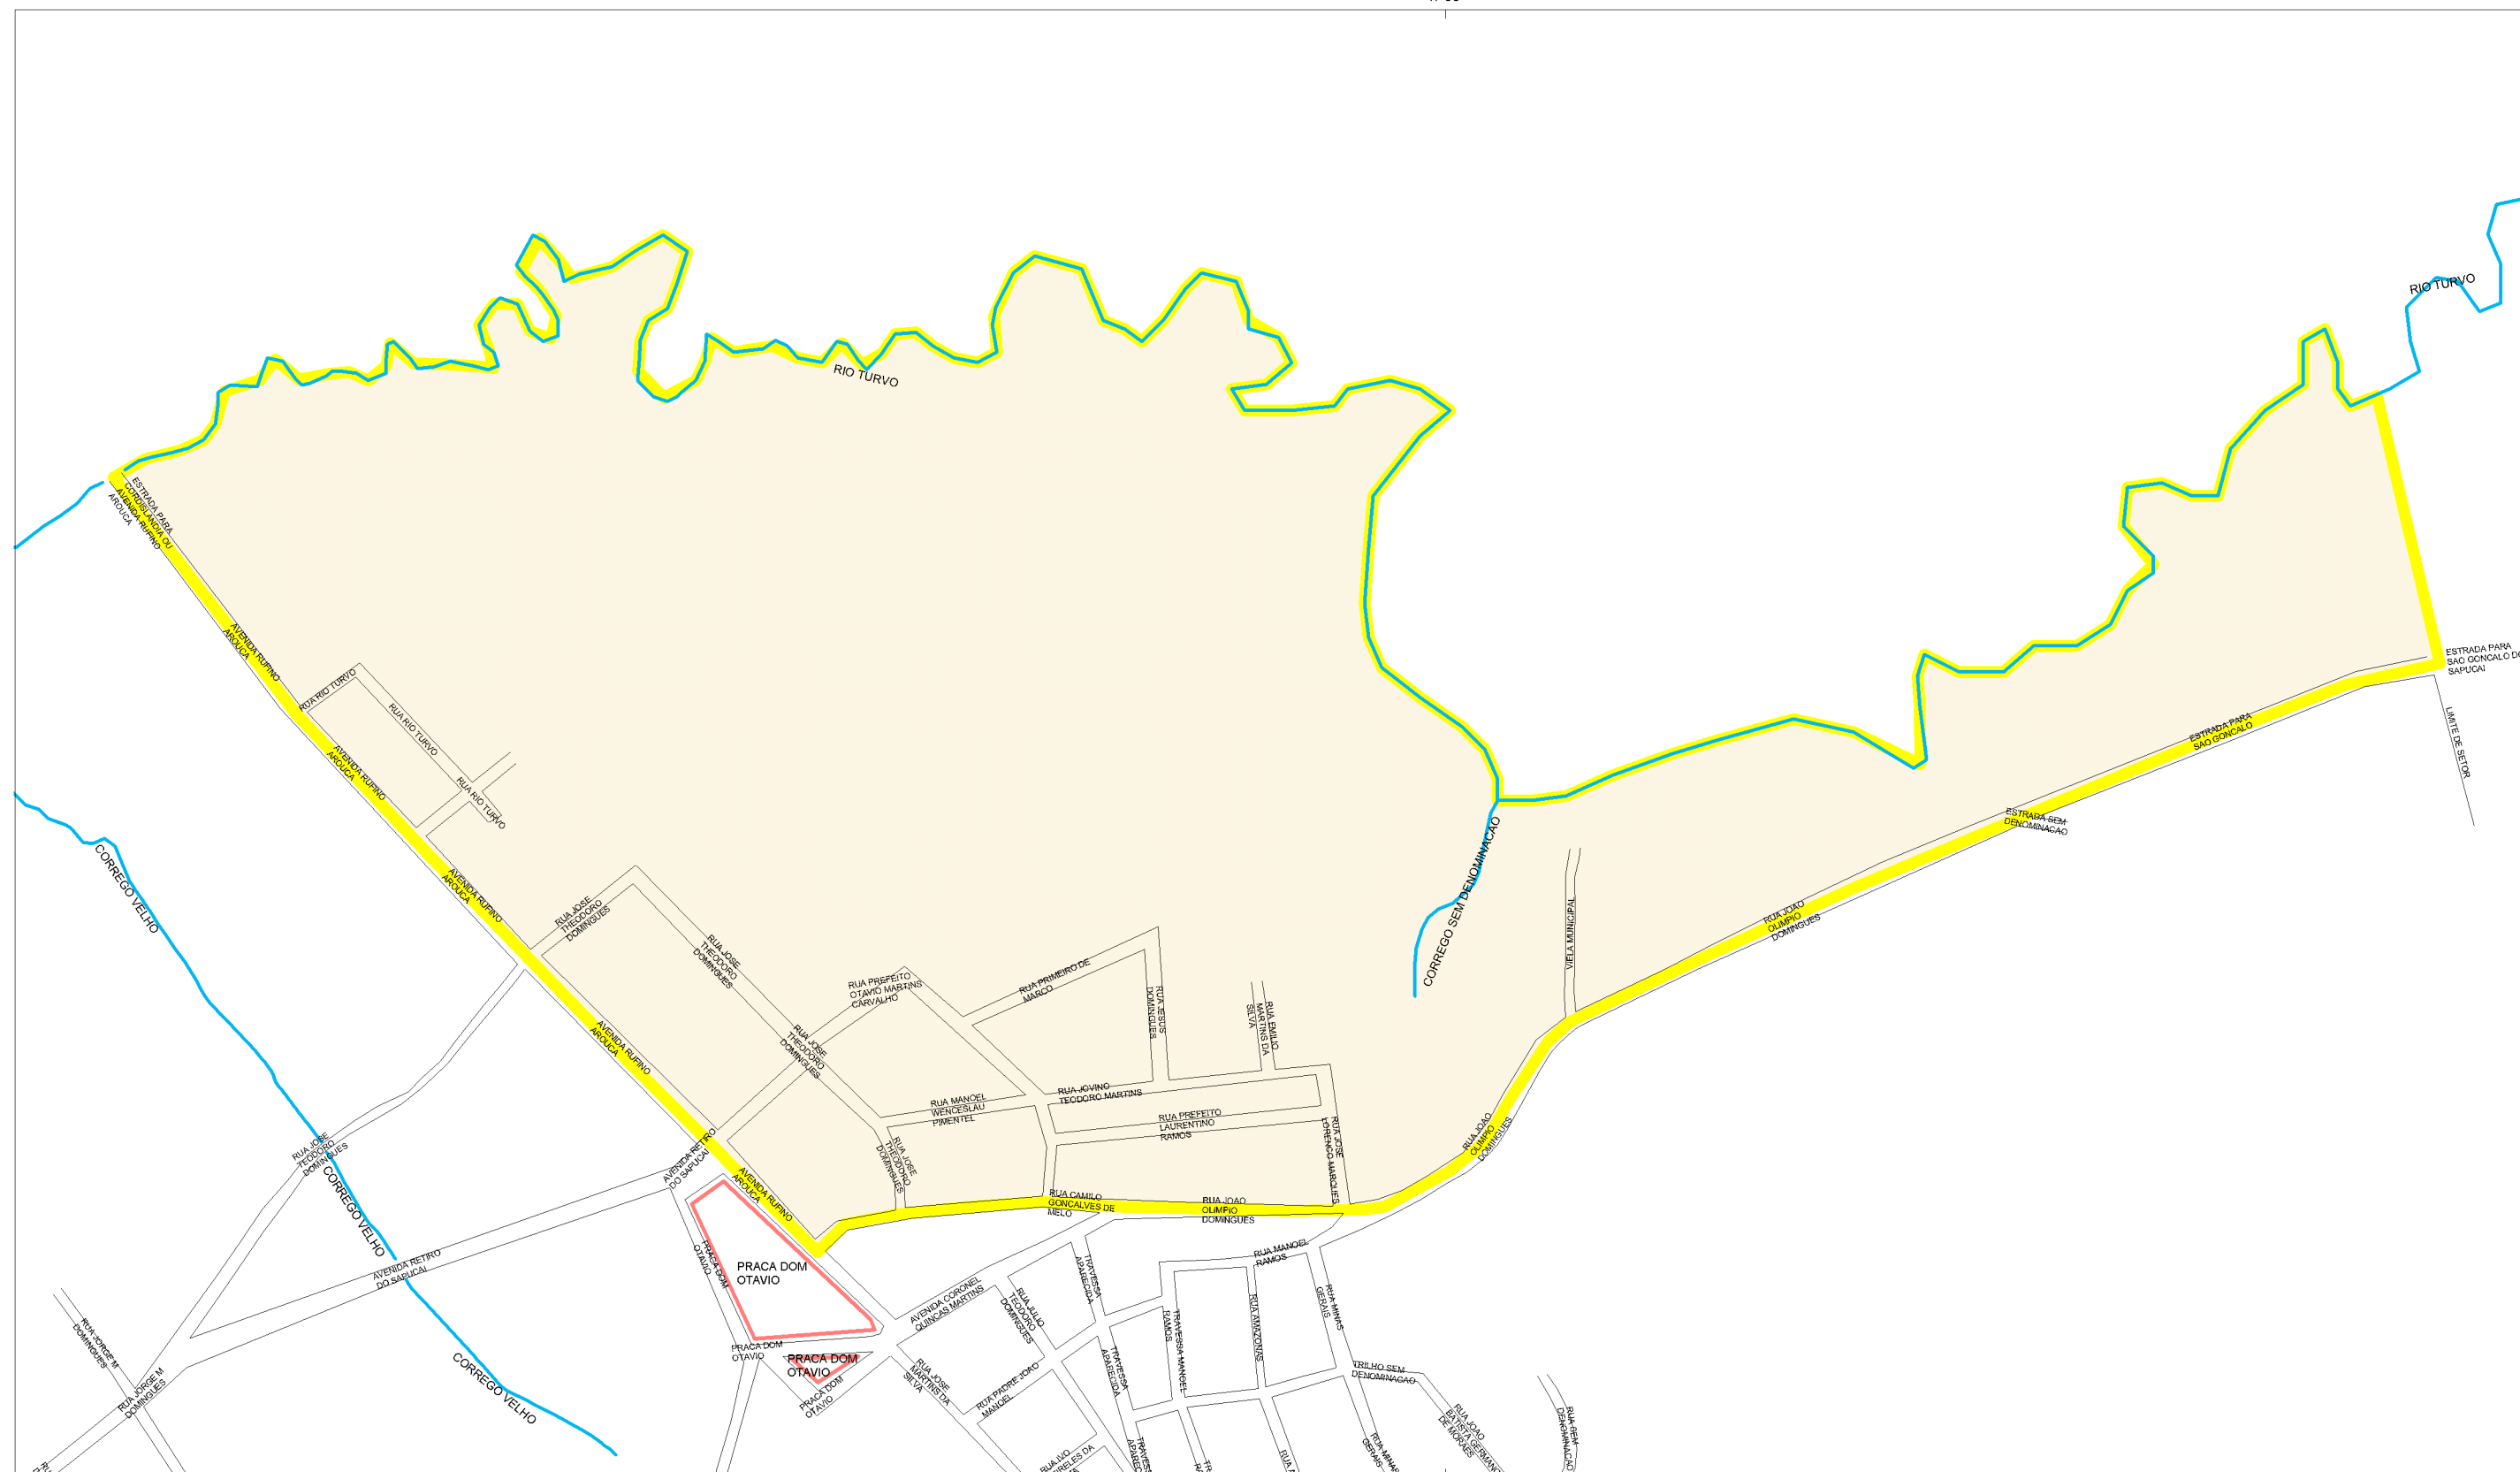 RIO TURVO
RIO TURVO
ESTRADA PARA
CORDISLANDIA OU
AVENIDA RUFINO
AROUCA
AVENIDA RUFINO
AROUCA
RUA RIO TURVO
RUA RIO TURVO
RUA RIO TURVO
AVENIDA RUFINO
AROUCA
ESTRADA PARA
SAO GONCALO DO
SAPUCAI
LIMITE DE SETOR
ESTRADA PARA
SAO GONCALO
ESTRADA SEM
DENOMINACAO
CORREGO VELHO
CORREGO SEM DENOMINACAO
AVENIDA RUFINO
AROUCA
RUA JOSE
THEODORO
DOMINGUES
RUA JOSE
THEODORO
DOMINGUES
RUA JOAO
OLIMPIO
DOMINGUES
VIELA MUNICIPAL
RUA PREFEITO
OTAVIO MARTINS
CARVALHO
RUA PRIMEIRO DE
MARCO
RUA JESUS
DOMINGUES
RUA EMILIO
MARTINS DA
SILVA
AVENIDA RUFINO
AROUCA
RUA JOSE
THEODORO
DOMINGUES
RUA JOVINO
TEODORO MARTINS
RUA MANOEL
WENCESLAU
PIMENTEL
RUA PREFEITO
LAURENTINO
RAMOS
RUA JOSE
LORENCO MARQUES
RUA JOAO
OLIMPIO
DOMINGUES
RUA JOSE
TEODORO
DOMINGUES
CORREGO VELHO
AVENIDA RETIRO
DO SAPUCAI
AVENIDA RUFINO
AROUCA
RUA JOSE
THEODORO
DOMINGUES
RUA CAMILO
GONCALVES DE
MELO
RUA JOAO
OLIMPIO
DOMINGUES
AVENIDA RETIRO
DO SAPUCAI
PRACA DOM
OTAVIO
PRACA DOM
OTAVIO
RUA MANOEL
RAMOS
TRAVESSA
APARECIDA
AVENIDA CORONEL
QUINCAS MARTINS
RUA JULIO
TEODORO
DOMINGUES
RUA MINAS
GERAIS
RUA AMAZONAS
TRAVESSA MANOEL
RAMOS
RUA JORGE M
DOMINGUES
RUA JORGE M
DOMINGUES
CORREGO VELHO
PRACA DOM
OTAVIO
PRACA DOM
OTAVIO
PRACA DOM
OTAVIO
RUA JOSE
MARTINS DA
SILVA
RUA PADRE JOAO
MANOEL
TRAVESSA
APARECIDA
TRILHO SEM
DENOMINACAO
RUA JOAO
BATISTA GERMANO
DE MORAES
RUA SEM
DENOMINACAO
RUA IVO
RUA MINAS
GERAIS